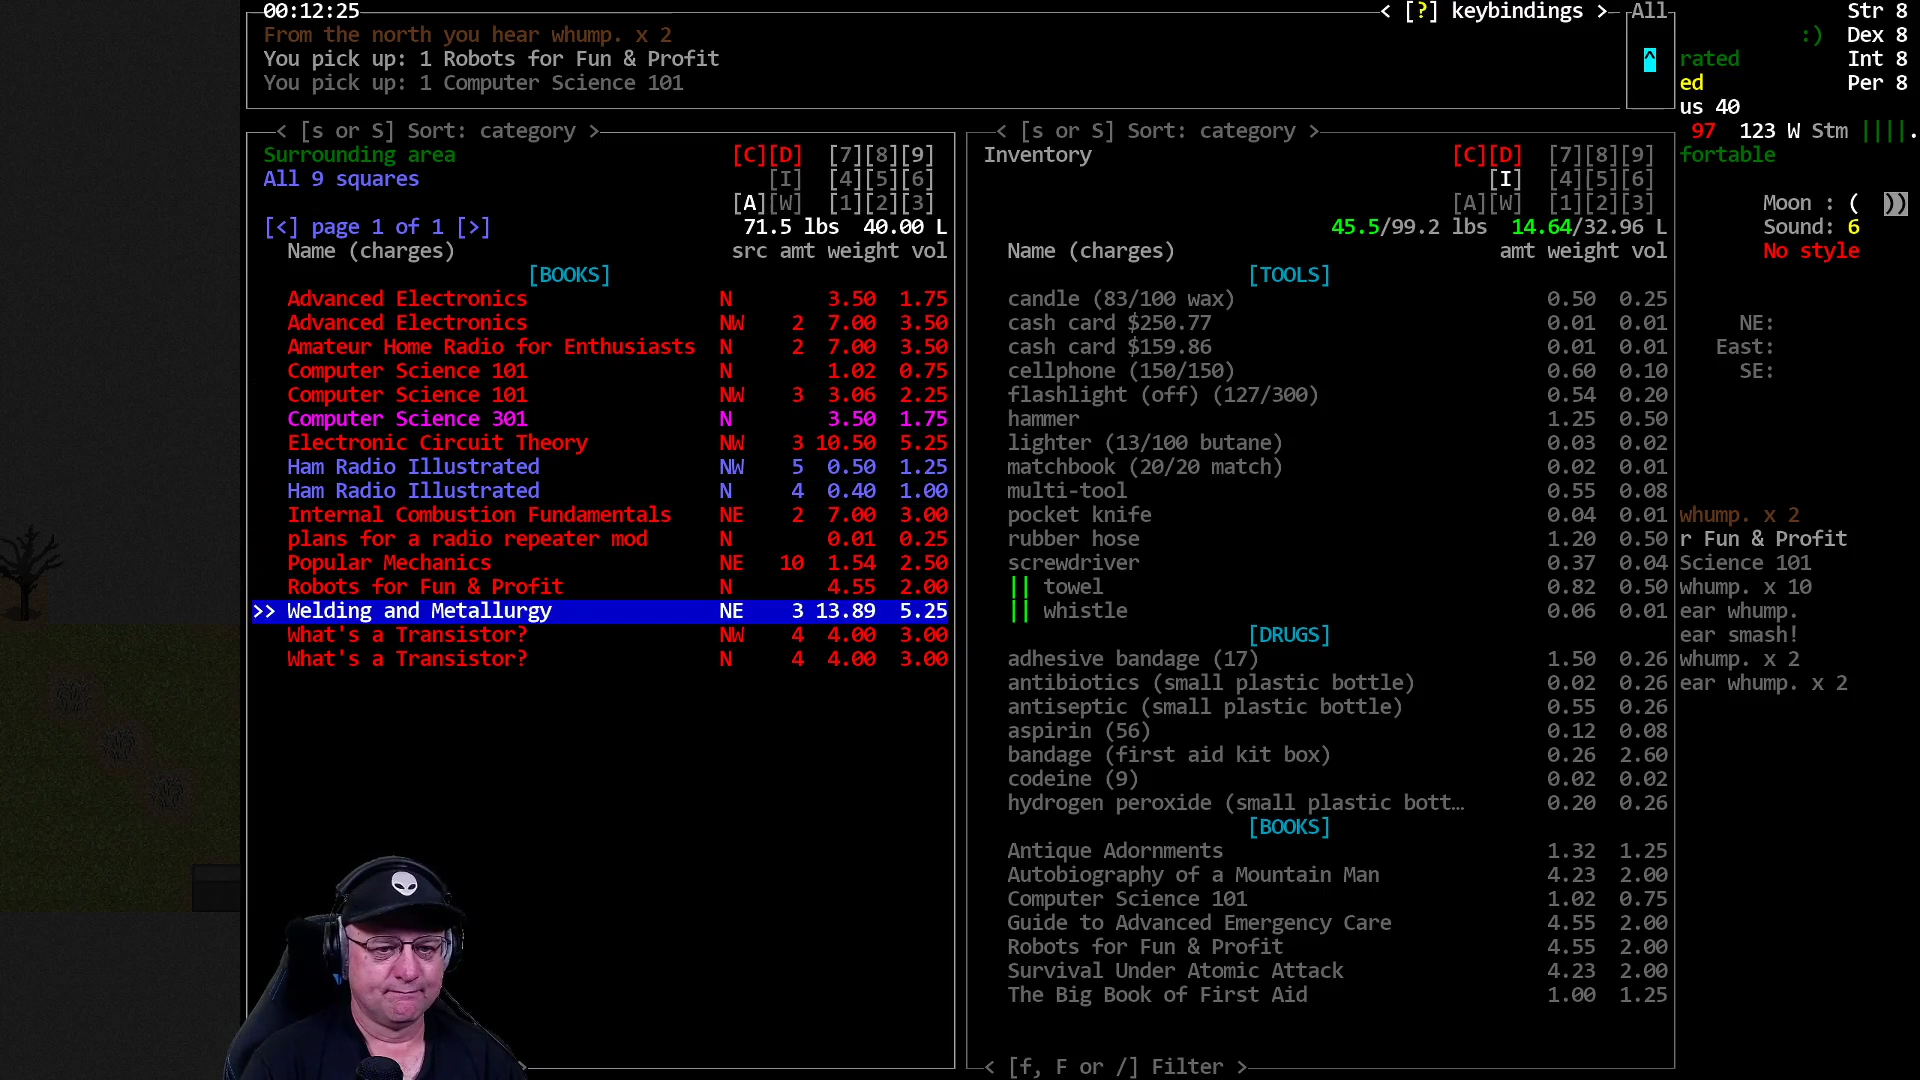 00:12:25
< [?] keybindings >
All
Str 8
From the north you hear whump. x 2
:)
Dex 8
You pick up: 1 Robots for Fun & Profit
^
rated
Int 8
You pick up: 1 Computer Science 101
ed
Per 8
us 40
< [s or S] Sort: category >
< [s or S] Sort: category >
97 123 W Stm ||||.
Surrounding area [C][D] [7][8][9]
Inventory [C][D] [7][8][9]
fortable
All 9 squares [I] [4][5][6]
[I] [4][5][6]
[A][W] [1][2][3]
[A][W] [1][2][3]
Moon : ( ))
[<] page 1 of 1 [>] 71.5 lbs 40.00 L
45.5/99.2 lbs 14.64/32.96 L
Sound: 6
Name (charges) src amt weight vol
Name (charges) amt weight vol
No style
[BOOKS]
[TOOLS]
Advanced Electronics N 3.50 1.75
candle (83/100 wax) 0.50 0.25
Advanced Electronics NW 2 7.00 3.50
cash card $250.77 0.01 0.01
NE:
Amateur Home Radio for Enthusiasts N 2 7.00 3.50
cash card $159.86 0.01 0.01
East:
Computer Science 101 N 1.02 0.75
cellphone (150/150) 0.60 0.10
SE:
Computer Science 101 NW 3 3.06 2.25
flashlight (off) (127/300) 0.54 0.20
Computer Science 301 N 3.50 1.75
hammer 1.25 0.50
Electronic Circuit Theory NW 3 10.50 5.25
lighter (13/100 butane) 0.03 0.02
Ham Radio Illustrated NW 5 0.50 1.25
matchbook (20/20 match) 0.02 0.01
Ham Radio Illustrated N 4 0.40 1.00
multi-tool 0.55 0.08
Internal Combustion Fundamentals NE 2 7.00 3.00
pocket knife 0.04 0.01
whump. x 2
plans for a radio repeater mod N 0.01 0.25
rubber hose 1.20 0.50
r Fun & Profit
Popular Mechanics NE 10 1.54 2.50
screwdriver 0.37 0.04
Science 101
Robots for Fun & Profit N 4.55 2.00
|| towel 0.82 0.50
whump. x 10
>> Welding and Metallurgy NE 3 13.89 5.25
|| whistle 0.06 0.01
ear whump.
What's a Transistor? NW 4 4.00 3.00
[DRUGS]
ear smash!
What's a Transistor? N 4 4.00 3.00
adhesive bandage (17) 1.50 0.26
whump. x 2
antibiotics (small plastic bottle) 0.02 0.26
ear whump. x 2
antiseptic (small plastic bottle) 0.55 0.26
aspirin (56) 0.12 0.08
bandage (first aid kit box) 0.26 2.60
codeine (9) 0.02 0.02
hydrogen peroxide (small plastic bott… 0.20 0.26
[BOOKS]
Antique Adornments 1.32 1.25
Autobiography of a Mountain Man 4.23 2.00
Computer Science 101 1.02 0.75
Guide to Advanced Emergency Care 4.55 2.00
Robots for Fun & Profit 4.55 2.00
Survival Under Atomic Attack 4.23 2.00
The Big Book of First Aid 1.00 1.25
< [f, F or /] Filter >